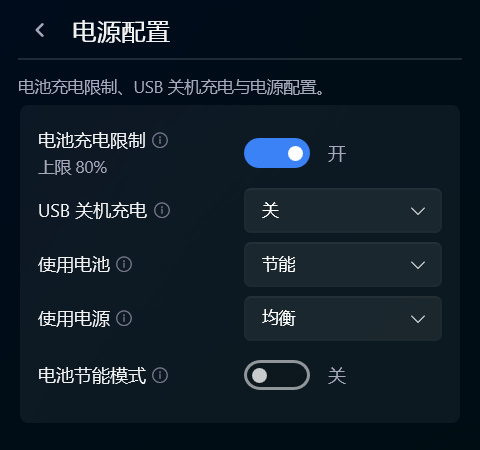 电源配置
电池充电限制、USB 关机充电与电源配置。
电池充电限制
上限 80%
开
USB 关机充电
关
使用电池
节能
使用电源
均衡
电池节能模式
关